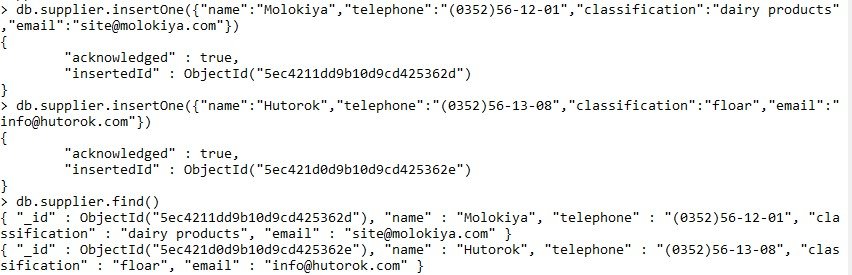 > db.supplier.insertOne({"name":"Molokiya","telephone":"(0352)56-12-01","classification":"dairy products"
,"email":"site@molokiya.com"})
{
        "acknowledged" : true,
        "insertedId" : ObjectId("5ec4211dd9b10d9cd425362d")
}
> db.supplier.insertOne({"name":"Hutorok","telephone":"(0352)56-13-08","classification":"floar","email":"
info@hutorok.com"})
{
        "acknowledged" : true,
        "insertedId" : ObjectId("5ec421d0d9b10d9cd425362e")
}
> db.supplier.find()
{ "_id" : ObjectId("5ec4211dd9b10d9cd425362d"), "name" : "Molokiya", "telephone" : "(0352)56-12-01", "cla
ssification" : "dairy products", "email" : "site@molokiya.com" }
{ "_id" : ObjectId("5ec421d0d9b10d9cd425362e"), "name" : "Hutorok", "telephone" : "(0352)56-13-08", "clas
sification" : "floar", "email" : "info@hutorok.com" }